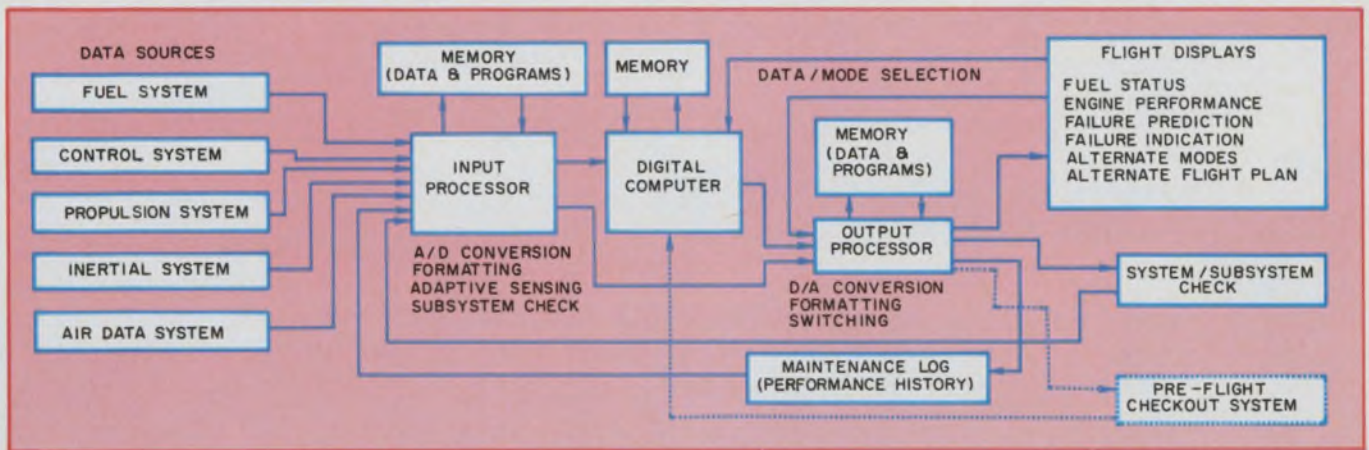 DATA SOURCES
FUEL SYSTEM
CONTROL SYSTEM
PROPULSION SYSTEM
INERTIAL SYSTEM
AIR DATA SYSTEM
MEMORY
(DATA & PROGRAMS)
INPUT
PROCESSOR
A/D CONVERSION
FORMATTING
ADAPTIVE SENSING
SUBSYSTEM CHECK
MEMORY
DIGITAL
COMPUTER
DATA/MODE SELECTION
MEMORY
(DATA &
PROGRAMS)
OUTPUT
PROCESSOR
D/A CONVERSION
FORMATTING
SWITCHING
MAINTENANCE LOG
(PERFORMANCE HISTORY)
FLIGHT DISPLAYS
FUEL STATUS
ENGINE PERFORMANCE
FAILURE PREDICTION
FAILURE INDICATION
ALTERNATE MODES
ALTERNATE FLIGHT PLAN
SYSTEM/SUBSYSTEM
CHECK
PRE-FLIGHT
CHECKOUT SYSTEM